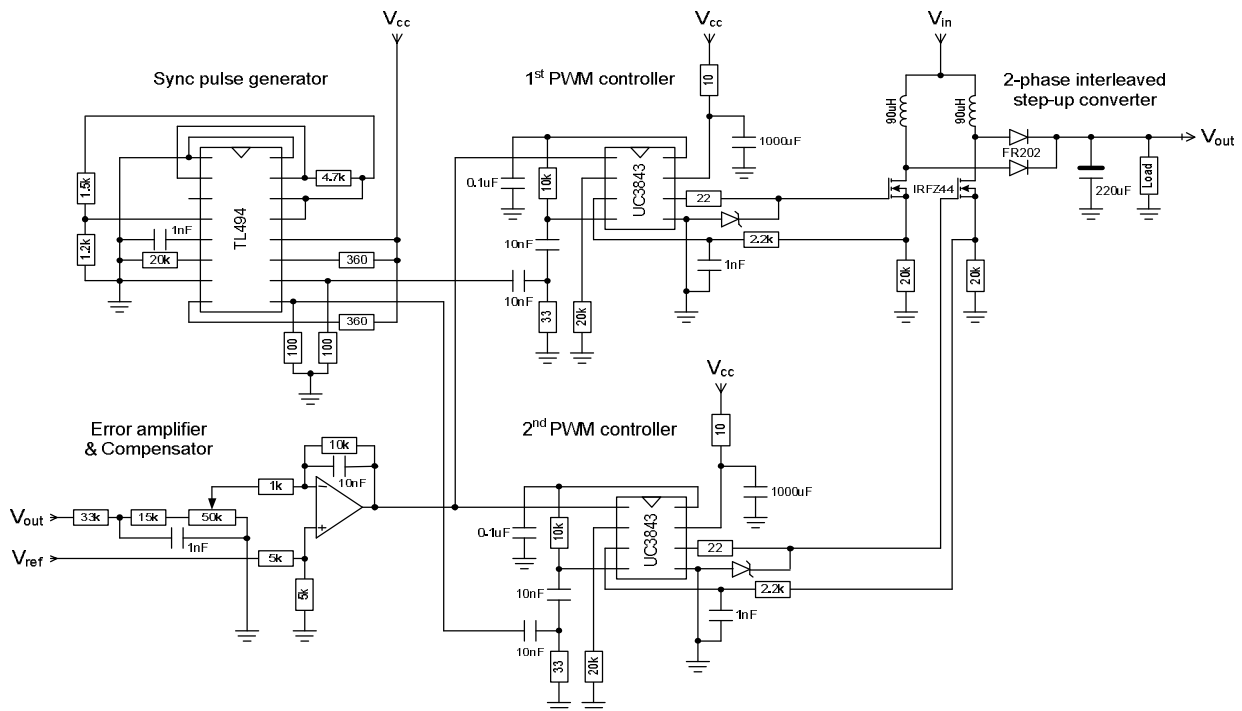 Vcc
Vcc
Vin
Sync pulse generator
1st PWM controller
2-phase interleaved
step-up converter
10
90uH
90uH
1000uF
Vout
FR202
4.7k
1.5k
0.1uF
10k
UC3843
22
IRFZ44
220uF
Load
TL494
1nF
1.2k
20k
360
10nF
2.2k
1nF
10nF
20k
20k
360
33
20k
100
100
Vcc
2nd PWM controller
10
Error amplifier
& Compensator
10k
10nF
1k
1000uF
Vout
33k
15k
50k
0.1uF
10k
UC3843
22
1nF
Vref
5k
5k
10nF
2.2k
1nF
10nF
33
20k